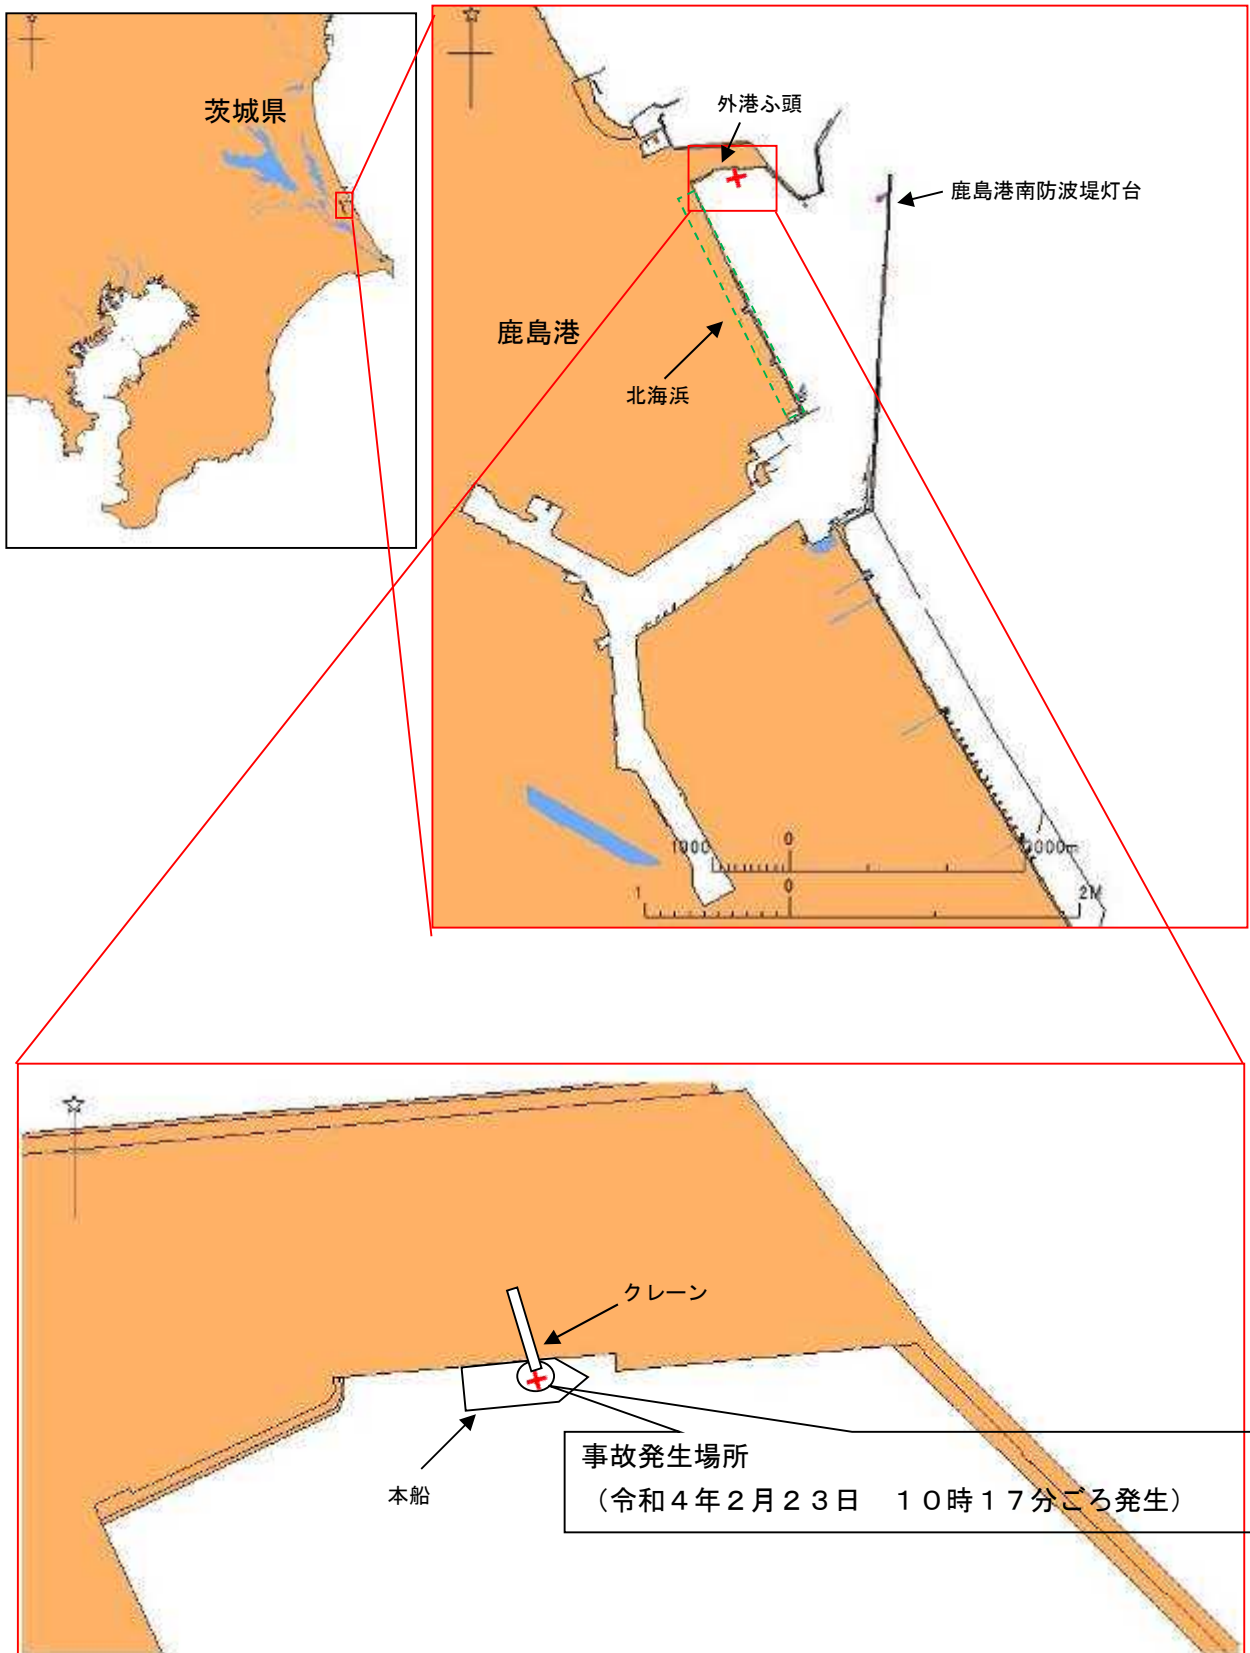 茨城県
外港ふ頭
鹿島港南防波堤灯台
鹿島港
北海浜
1000
0
3000m
1
0
2M
クレーン
本船
事故発生場所
（令和４年２月２３日　１０時１７分ごろ発生）